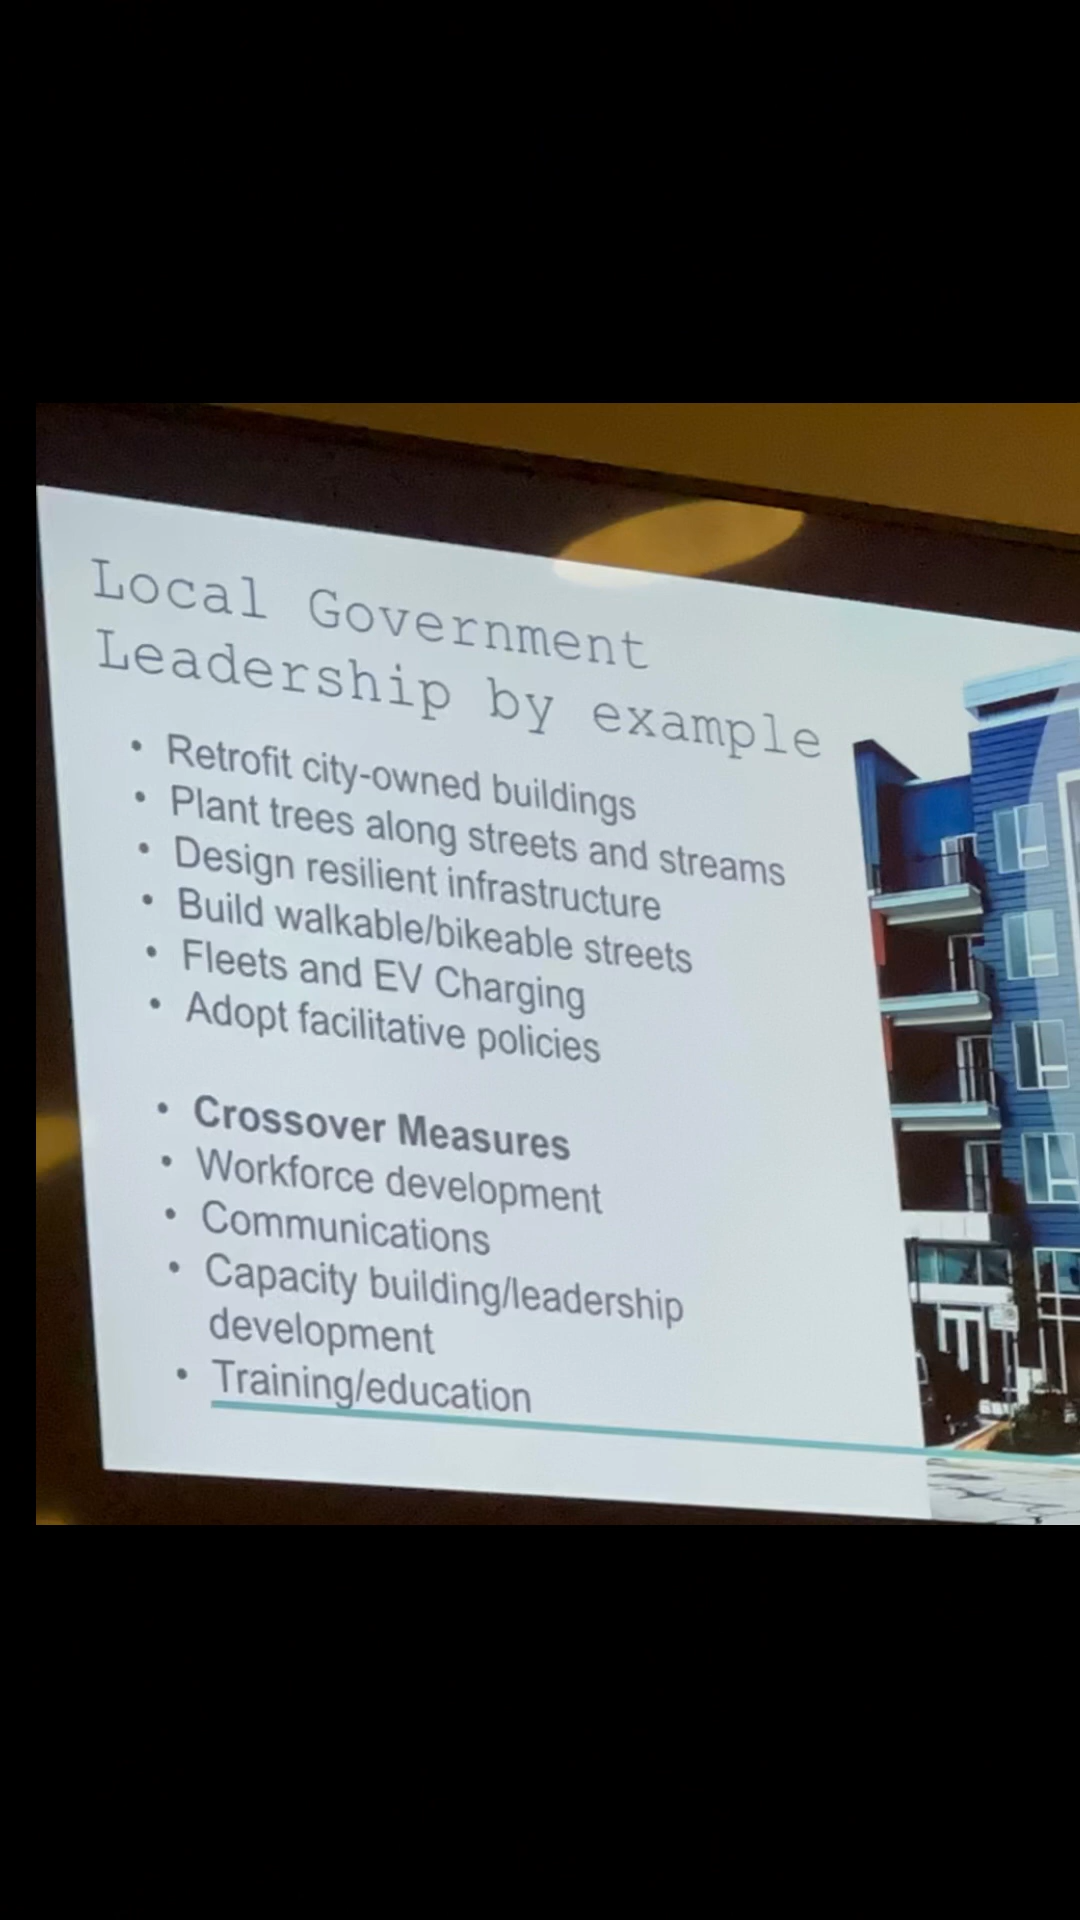 Local Government
Leadership by example
• Retrofit city-owned buildings
• Plant trees along streets and streams
• Design resilient infrastructure
• Build walkable/bikeable streets
• Fleets and EV Charging
• Adopt facilitative policies
• Crossover Measures
• Workforce development
• Communications
• Capacity building/leadership
development
• Training/education